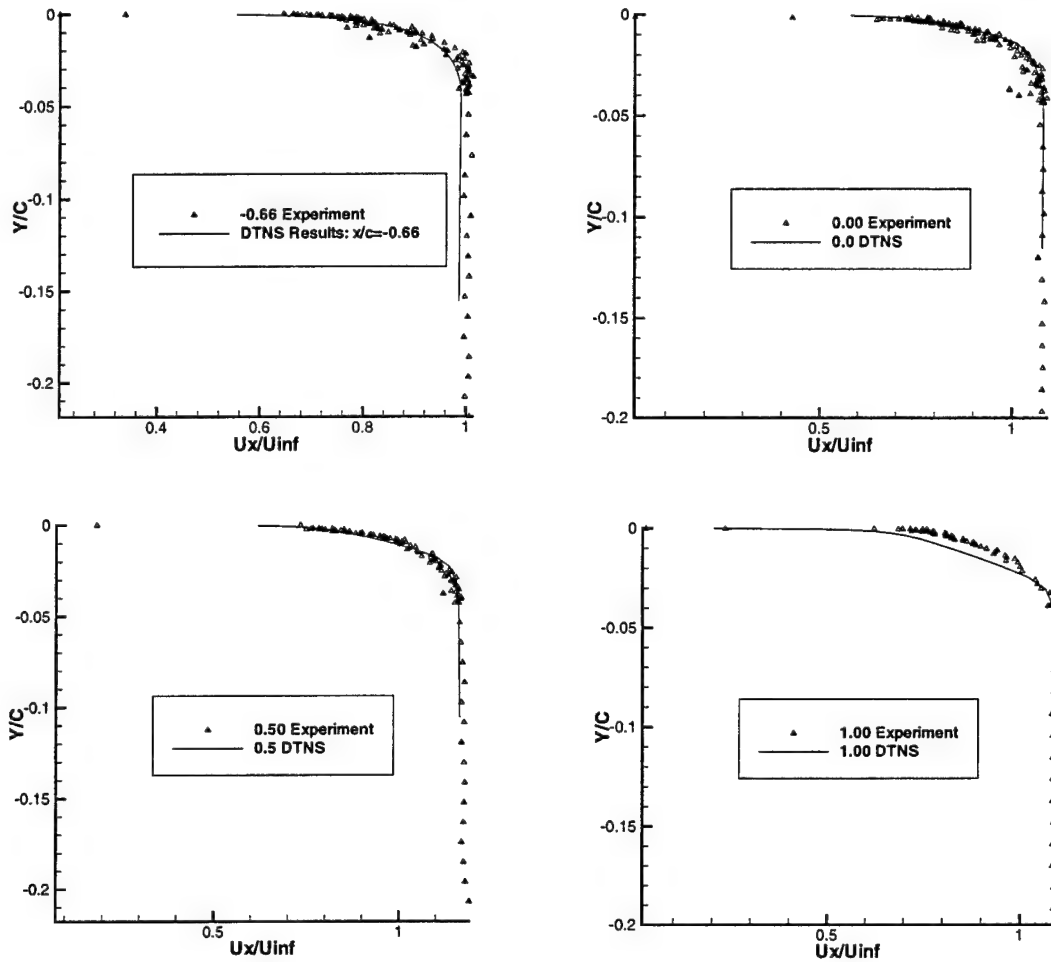 0
-0.05
-0.1
-0.15
-0.2
Y/C
-0.66 Experiment
DTNS Results: x/c=-0.66
0.4
0.6
0.8
1
Ux/Uinf
0
-0.05
-0.1
-0.15
-0.2
Y/C
0.00 Experiment
0.0 DTNS
0.5
1
Ux/Uinf
0
-0.05
-0.1
-0.15
-0.2
Y/C
0.50 Experiment
0.5 DTNS
0.5
1
Ux/Uinf
0
-0.05
-0.1
-0.15
-0.2
Y/C
1.00 Experiment
1.00 DTNS
0.5
1
Ux/Uinf